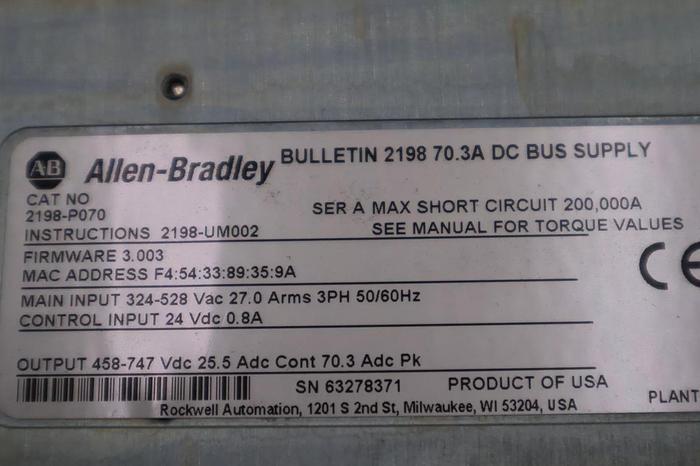 AB Allen-Bradley BULLETIN 2198 70.3A DC BUS SUPPLY
CAT NO
2198-P070 SER A MAX SHORT CIRCUIT 200,000A
INSTRUCTIONS 2198-UM002 SEE MANUAL FOR TORQUE VALUES
FIRMWARE 3.003
MAC ADDRESS F4:54:33:89:35:9A
CE
MAIN INPUT 324-528 Vac 27.0 Arms 3PH 50/60Hz
CONTROL INPUT 24 Vdc 0.8A
OUTPUT 458-747 Vdc 25.5 Adc Cont 70.3 Adc Pk
SN 63278371 PRODUCT OF USA PLANT
Rockwell Automation, 1201 S 2nd St, Milwaukee, WI 53204, USA